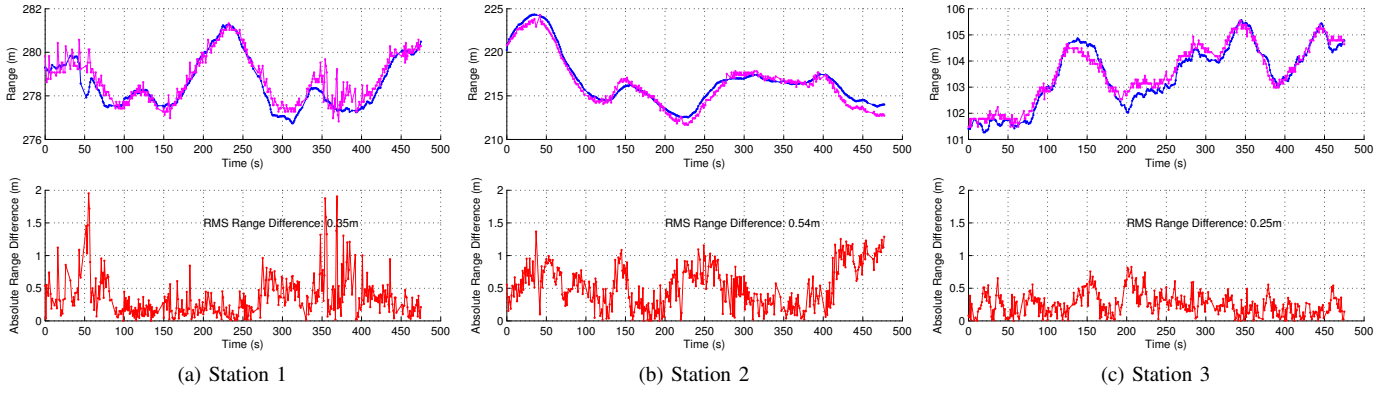 282
280
278
276
Range (m)
0 50 100 150 200 250 300 350 400 450 500
Time (s)
2
1.5
1
0.5
0
Absolute Range Difference (m)
RMS Range Difference: 0.35m
0 50 100 150 200 250 300 350 400 450 500
Time (s)
(a) Station 1
225
220
215
210
Range (m)
0 50 100 150 200 250 300 350 400 450 500
Time (s)
2
1.5
1
0.5
0
Absolute Range Difference (m)
RMS Range Difference: 0.54m
0 50 100 150 200 250 300 350 400 450 500
Time (s)
(b) Station 2
106
105
104
103
102
101
Range (m)
0 50 100 150 200 250 300 350 400 450 500
Time (s)
2
1.5
1
0.5
0
Absolute Range Difference (m)
RMS Range Difference: 0.25m
0 50 100 150 200 250 300 350 400 450 500
Time (s)
(c) Station 3